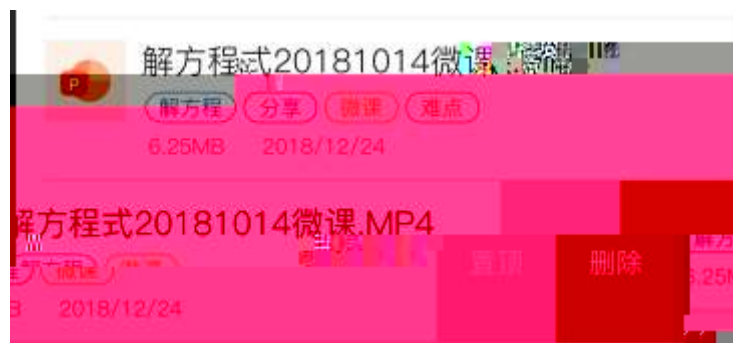 解方程式20181014微课
P
解方程 分享 微课 难点
6.25MB 2018/12/24
解方程式20181014微课.MP4
置顶 删除
微课
2018/12/24